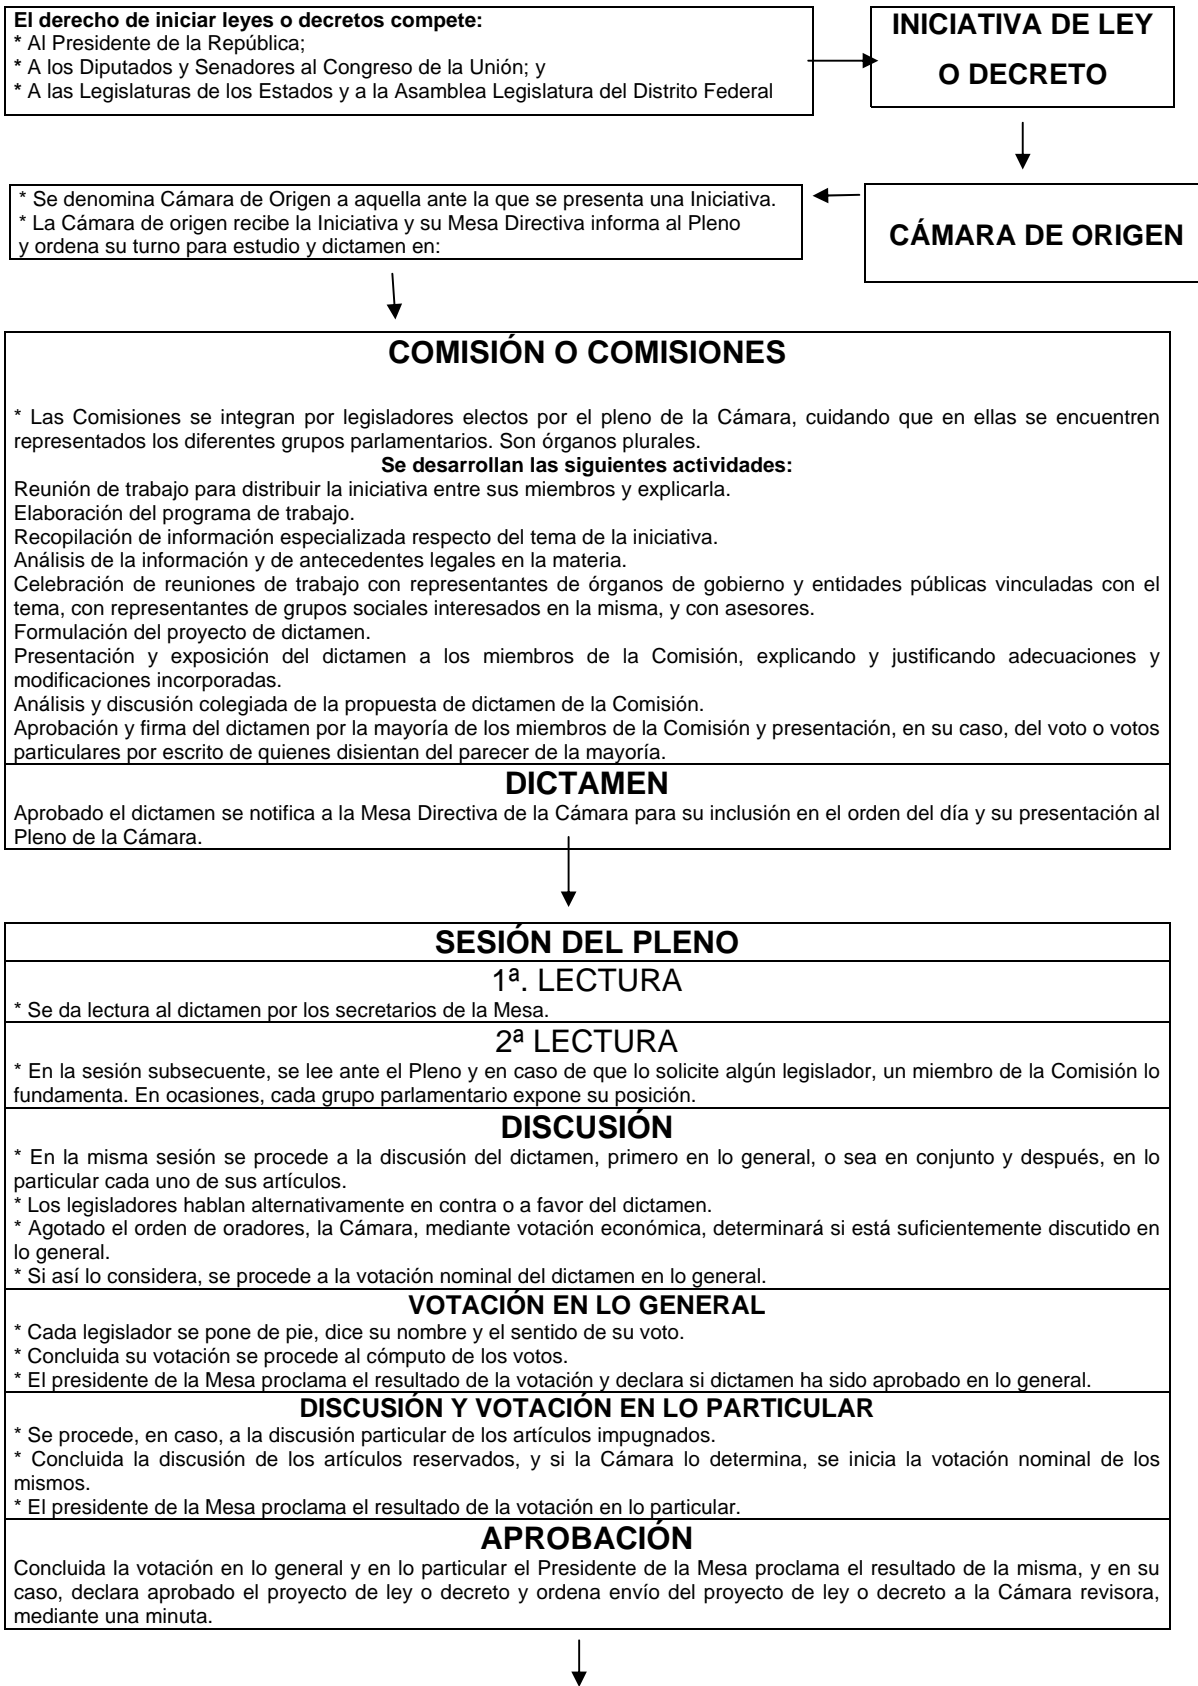 El derecho de iniciar leyes o decretos compete:
* Al Presidente de la República;
* A los Diputados y Senadores al Congreso de la Unión; y
* A las Legislaturas de los Estados y a la Asamblea Legislatura del Distrito Federal
INICIATIVA DE LEY
O DECRETO
* Se denomina Cámara de Origen a aquella ante la que se presenta una Iniciativa.
* La Cámara de origen recibe la Iniciativa y su Mesa Directiva informa al Pleno
y ordena su turno para estudio y dictamen en:
CÁMARA DE ORIGEN
COMISIÓN O COMISIONES
* Las Comisiones se integran por legisladores electos por el pleno de la Cámara, cuidando que en ellas se encuentren
representados los diferentes grupos parlamentarios. Son órganos plurales.
Se desarrollan las siguientes actividades:
Reunión de trabajo para distribuir la iniciativa entre sus miembros y explicarla.
Elaboración del programa de trabajo.
Recopilación de información especializada respecto del tema de la iniciativa.
Análisis de la información y de antecedentes legales en la materia.
Celebración de reuniones de trabajo con representantes de órganos de gobierno y entidades públicas vinculadas con el
tema, con representantes de grupos sociales interesados en la misma, y con asesores.
Formulación del proyecto de dictamen.
Presentación y exposición del dictamen a los miembros de la Comisión, explicando y justificando adecuaciones y
modificaciones incorporadas.
Análisis y discusión colegiada de la propuesta de dictamen de la Comisión.
Aprobación y firma del dictamen por la mayoría de los miembros de la Comisión y presentación, en su caso, del voto o votos
particulares por escrito de quienes disientan del parecer de la mayoría.
DICTAMEN
Aprobado el dictamen se notifica a la Mesa Directiva de la Cámara para su inclusión en el orden del día y su presentación al
Pleno de la Cámara.
SESIÓN DEL PLENO
1ª. LECTURA
* Se da lectura al dictamen por los secretarios de la Mesa.
2ª LECTURA
* En la sesión subsecuente, se lee ante el Pleno y en caso de que lo solicite algún legislador, un miembro de la Comisión lo
fundamenta. En ocasiones, cada grupo parlamentario expone su posición.
DISCUSIÓN
* En la misma sesión se procede a la discusión del dictamen, primero en lo general, o sea en conjunto y después, en lo
particular cada uno de sus artículos.
* Los legisladores hablan alternativamente en contra o a favor del dictamen.
* Agotado el orden de oradores, la Cámara, mediante votación económica, determinará si está suficientemente discutido en
lo general.
* Si así lo considera, se procede a la votación nominal del dictamen en lo general.
VOTACIÓN EN LO GENERAL
* Cada legislador se pone de pie, dice su nombre y el sentido de su voto.
* Concluida su votación se procede al cómputo de los votos.
* El presidente de la Mesa proclama el resultado de la votación y declara si dictamen ha sido aprobado en lo general.
DISCUSIÓN Y VOTACIÓN EN LO PARTICULAR
* Se procede, en caso, a la discusión particular de los artículos impugnados.
* Concluida la discusión de los artículos reservados, y si la Cámara lo determina, se inicia la votación nominal de los
mismos.
* El presidente de la Mesa proclama el resultado de la votación en lo particular.
APROBACIÓN
Concluida la votación en lo general y en lo particular el Presidente de la Mesa proclama el resultado de la misma, y en su
caso, declara aprobado el proyecto de ley o decreto y ordena envío del proyecto de ley o decreto a la Cámara revisora,
mediante una minuta.